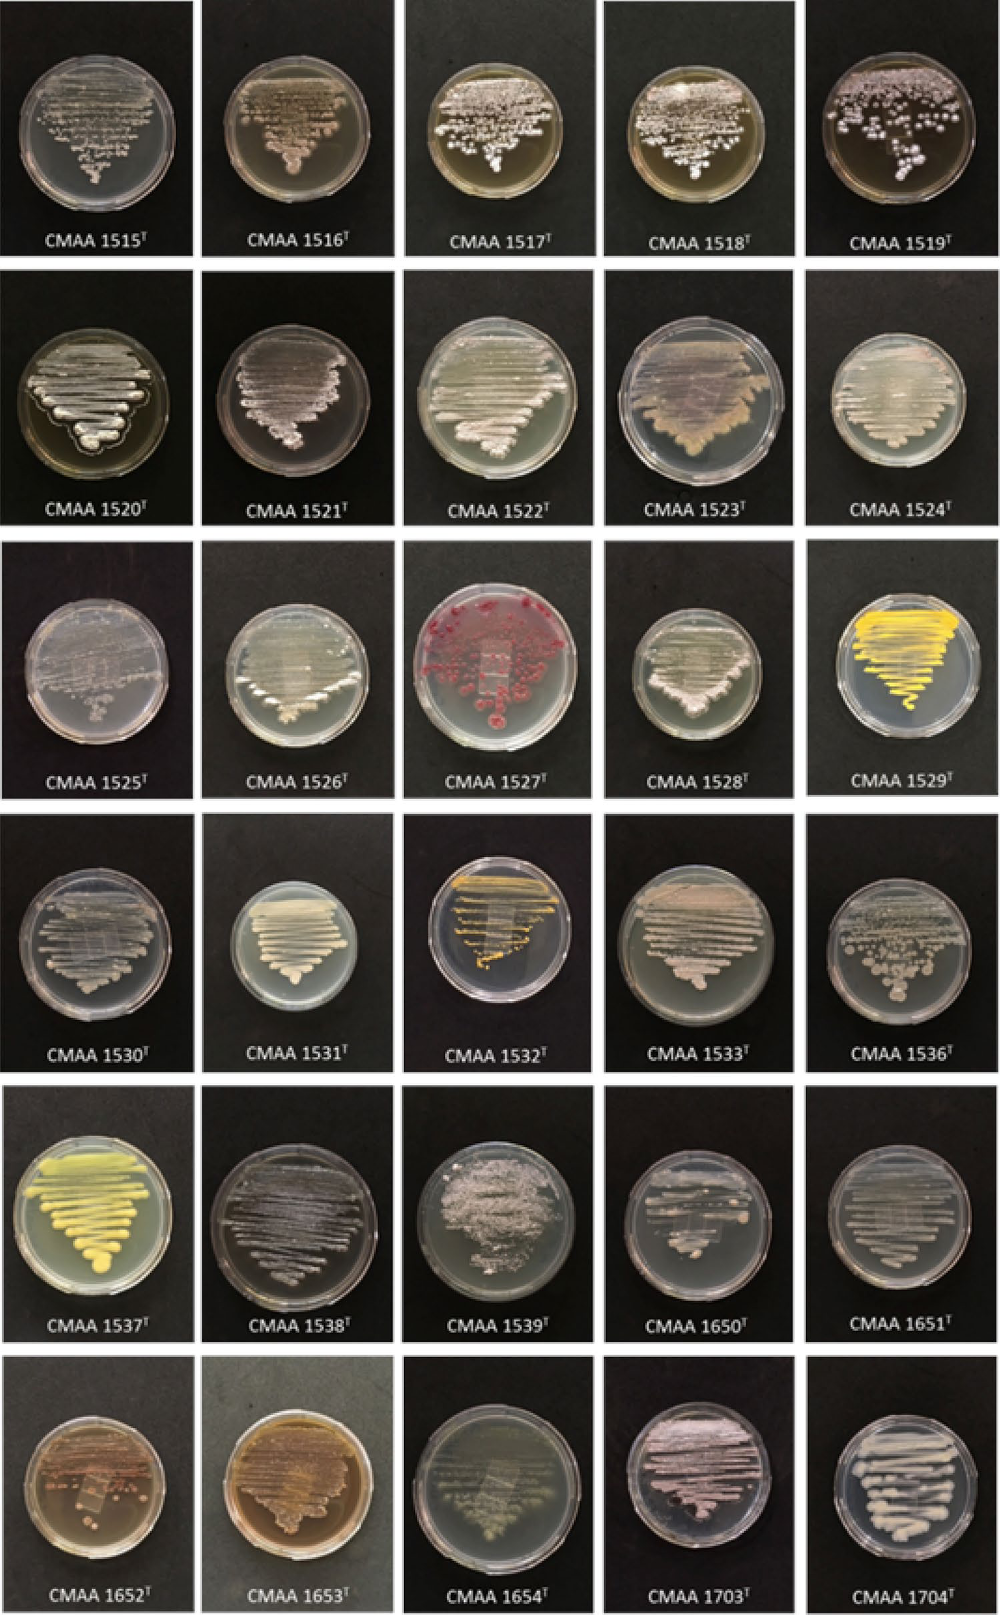 CMAA 1515ᵀ
CMAA 1516ᵀ
CMAA 1517ᵀ
CMAA 1518ᵀ
CMAA 1519ᵀ
CMAA 1520ᵀ
CMAA 1521ᵀ
CMAA 1522ᵀ
CMAA 1523ᵀ
CMAA 1524ᵀ
CMAA 1525ᵀ
CMAA 1526ᵀ
CMAA 1527ᵀ
CMAA 1528ᵀ
CMAA 1529ᵀ
CMAA 1530ᵀ
CMAA 1531ᵀ
CMAA 1532ᵀ
CMAA 1533ᵀ
CMAA 1536ᵀ
CMAA 1537ᵀ
CMAA 1538ᵀ
CMAA 1539ᵀ
CMAA 1650ᵀ
CMAA 1651ᵀ
CMAA 1652ᵀ
CMAA 1653ᵀ
CMAA 1654ᵀ
CMAA 1703ᵀ
CMAA 1704ᵀ